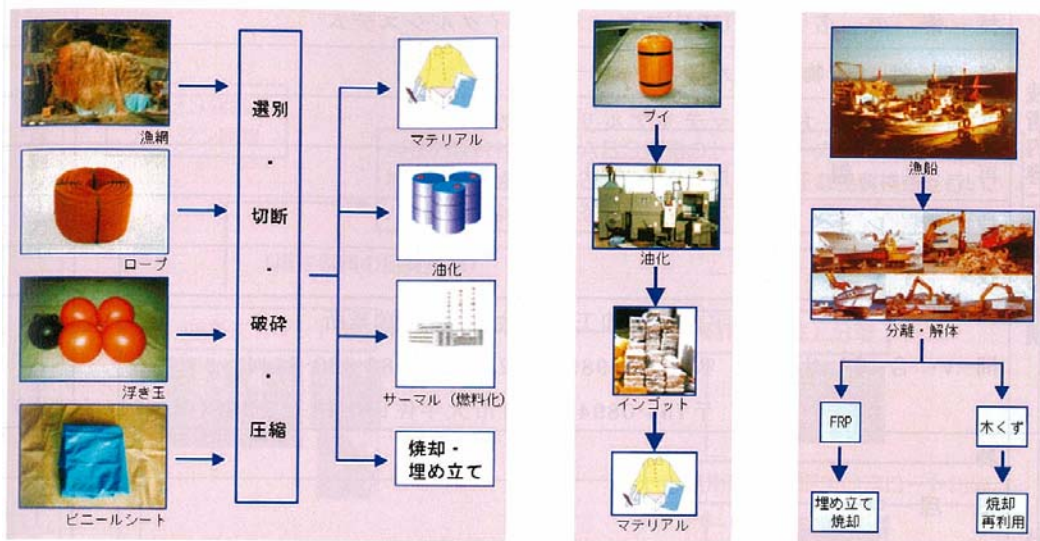 漁網
ロープ
浮き玉
ビニールシート
選別
・
切断
・
破砕
・
圧縮
マテリアル
油化
サーマル（燃料化）
焼却・
埋め立て
ブイ
油化
インゴット
マテリアル
漁船
分離・解体
FRP
木くず
埋め立て
焼却
焼却
再利用